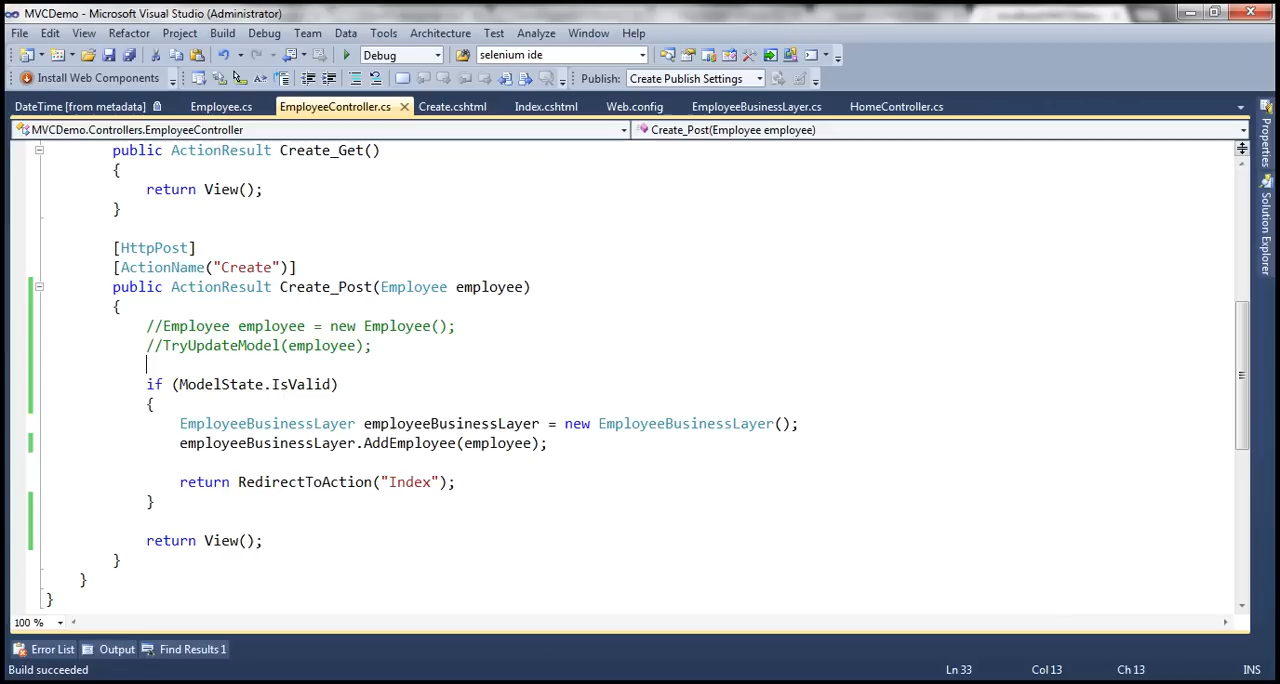 MVCDemo - Microsoft Visual Studio (Administrator)
File Edit View Refactor Project Build Debug Team Data Tools Architecture Test Analyze Window Help
Debug selenium ide
Install Web Components Publish: Create Publish Settings
DateTime [from metadata] Employee.cs EmployeeController.cs Create.cshtml Index.cshtml Web.config EmployeeBusinessLayer.cs HomeController.cs
MVCDemo.Controllers.EmployeeController Create_Post(Employee employee)
public ActionResult Create_Get()
{
return View();
}
[HttpPost]
[ActionName("Create")]
public ActionResult Create_Post(Employee employee)
{
//Employee employee = new Employee();
//TryUpdateModel(employee);
if (ModelState.IsValid)
{
EmployeeBusinessLayer employeeBusinessLayer = new EmployeeBusinessLayer();
employeeBusinessLayer.AddEmployee(employee);
return RedirectToAction("Index");
}
return View();
}
}
}
100 %
Error List Output Find Results 1
Build succeeded Ln 33 Col 13 Ch 13 INS
Properties
Solution Explorer